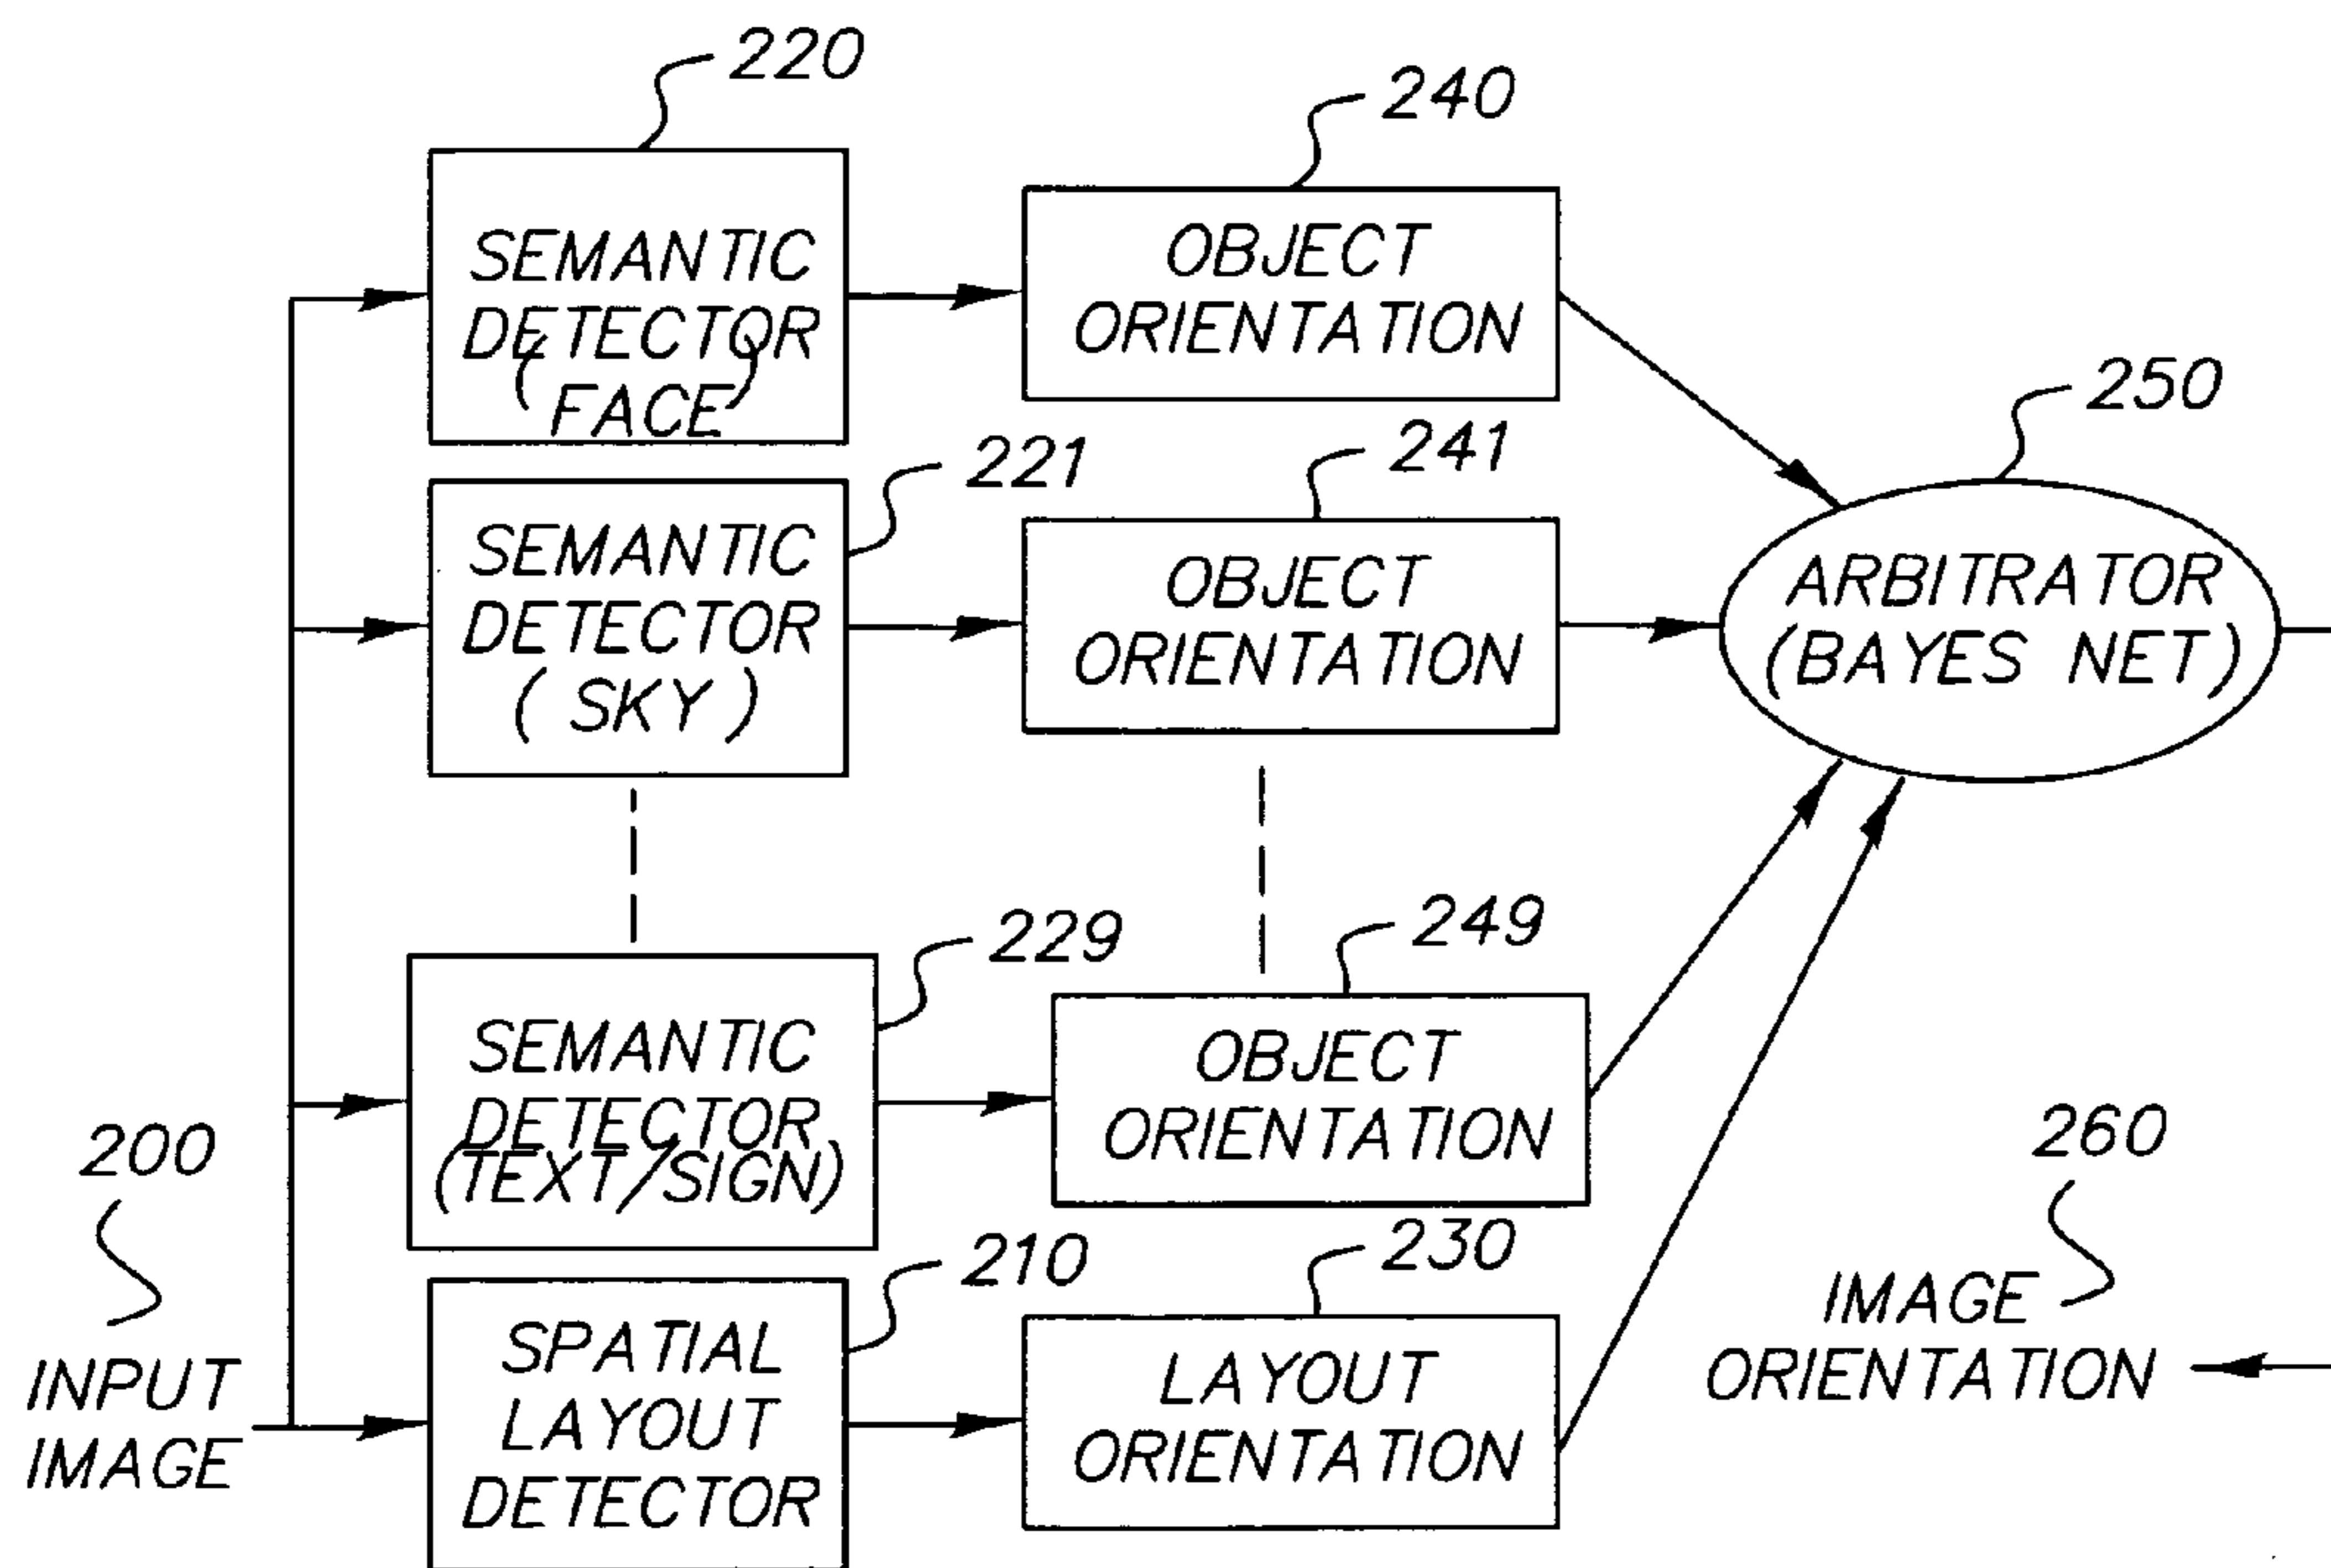 220
SEMANTIC
DETECTOR
(FACE)
240
OBJECT
ORIENTATION
221
SEMANTIC
DETECTOR
( SKY )
241
OBJECT
ORIENTATION
250
ARBITRATOR
(BAYES NET)
229
SEMANTIC
DETECTOR
(TEXT/SIGN)
249
OBJECT
ORIENTATION
200
INPUT
IMAGE
210
SPATIAL
LAYOUT
DETECTOR
230
LAYOUT
ORIENTATION
260
IMAGE
ORIENTATION